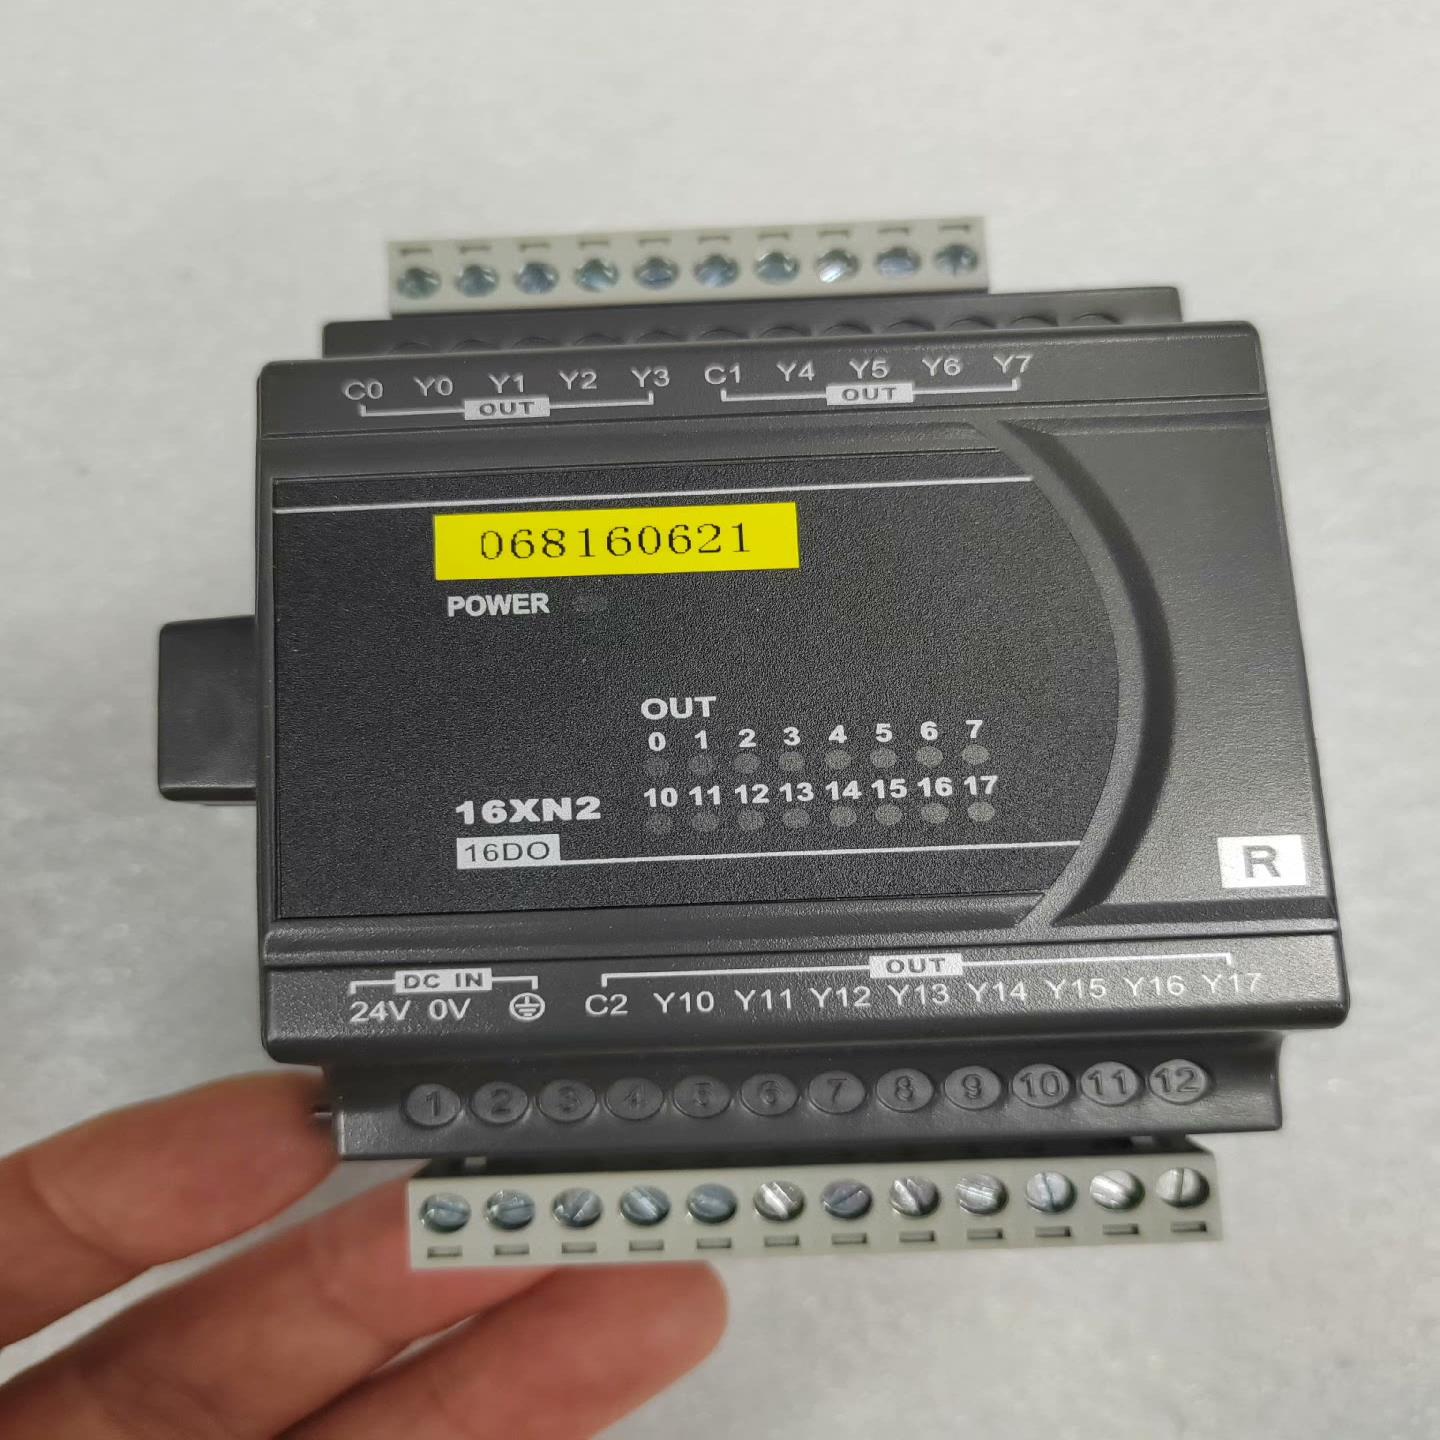 C0 Y0 Y1 Y2 Y3 C1 Y4 Y5 Y6 Y7
OUT OUT
068160621
POWER
OUT
0 1 2 3 4 5 6 7
10 11 12 13 14 15 16 17
16XN2
16DO
R
DC IN OUT
24V 0V C2 Y10 Y11 Y12 Y13 Y14 Y15 Y16 Y17
1 2 3 4 5 6 7 8 9 10 11 12